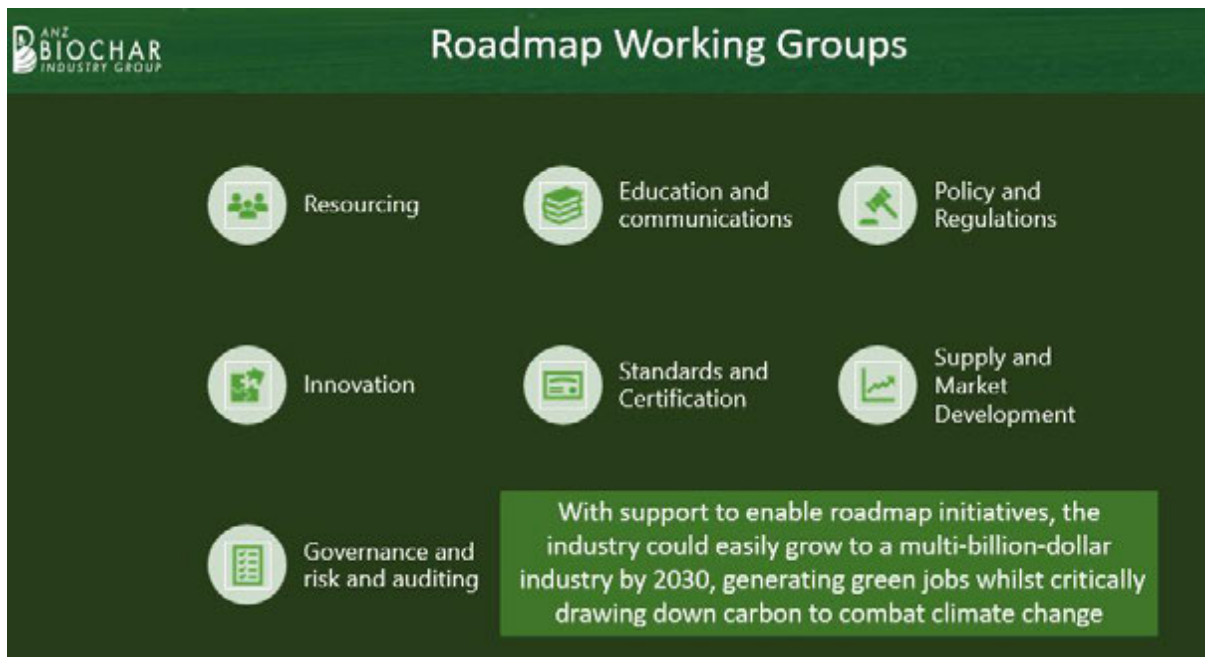 ANZ
BIOCHAR
INDUSTRY GROUP
Roadmap Working Groups
Resourcing
Education and
communications
Policy and
Regulations
Innovation
Standards and
Certification
Supply and
Market
Development
Governance and
risk and auditing
With support to enable roadmap initiatives, the
industry could easily grow to a multi-billion-dollar
industry by 2030, generating green jobs whilst critically
drawing down carbon to combat climate change